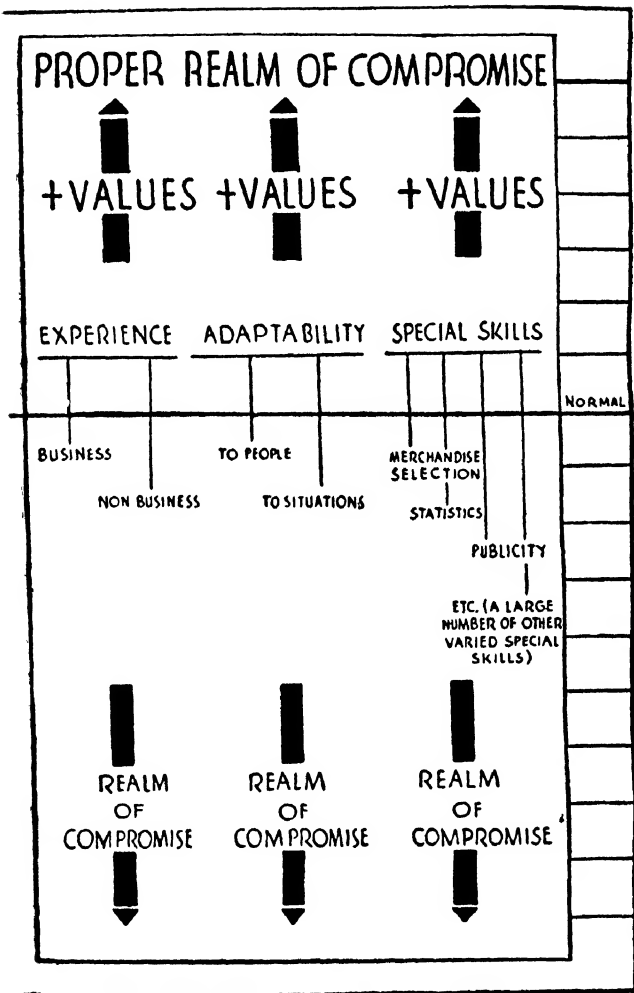 PROPER REALM OF COMPROMISE
+VALUES +VALUES +VALUES
EXPERIENCE ADAPTABILITY SPECIAL SKILLS
NORMAL
BUSINESS TO PEOPLE MERCHANDISE
SELECTION
NON BUSINESS TO SITUATIONS
STATISTICS
PUBLICITY
ETC. (A LARGE
NUMBER OF OTHER
VARIED SPECIAL
SKILLS)
REALM
OF
COMPROMISE
REALM
OF
COMPROMISE
REALM
OF
COMPROMISE